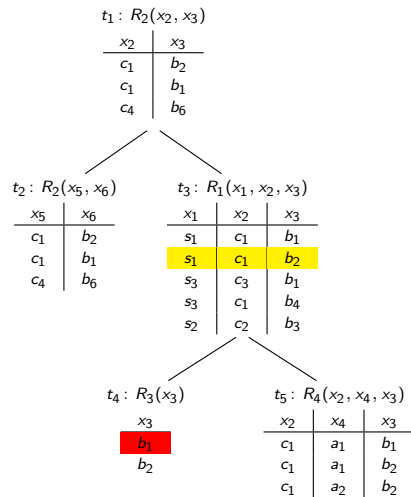 t₁: R₂(x₂, x₃)
x₂ x₃
c₁ b₂
c₁ b₁
c₄ b₆
t₂: R₂(x₅, x₆)
x₅ x₆
c₁ b₂
c₁ b₁
c₄ b₆
t₃: R₁(x₁, x₂, x₃)
x₁ x₂ x₃
s₁ c₁ b₁
s₁ c₁ b₂
s₃ c₃ b₁
s₃ c₁ b₄
s₂ c₂ b₃
t₄: R₃(x₃)
x₃
b₁
b₂
t₅: R₄(x₂, x₄, x₃)
x₂ x₄ x₃
c₁ a₁ b₁
c₁ a₁ b₂
c₁ a₂ b₂